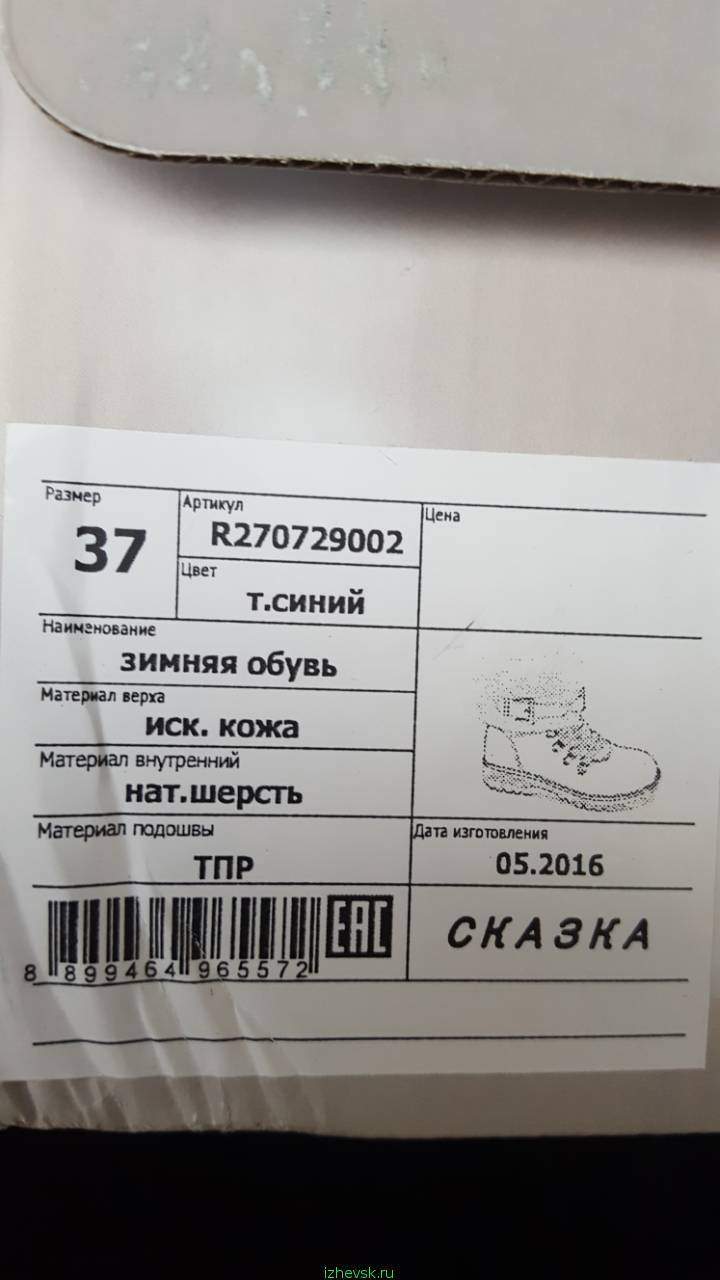 Размер
37
Артикул
R270729002
Цена
Цвет
т.синий
Наименование
зимняя обувь
Материал верха
иск. кожа
Материал внутренний
нат.шерсть
Материал подошвы
ТПР
Дата изготовления
05.2016
8 899464 965572
EAC
СКАЗКА
izhevsk.ru